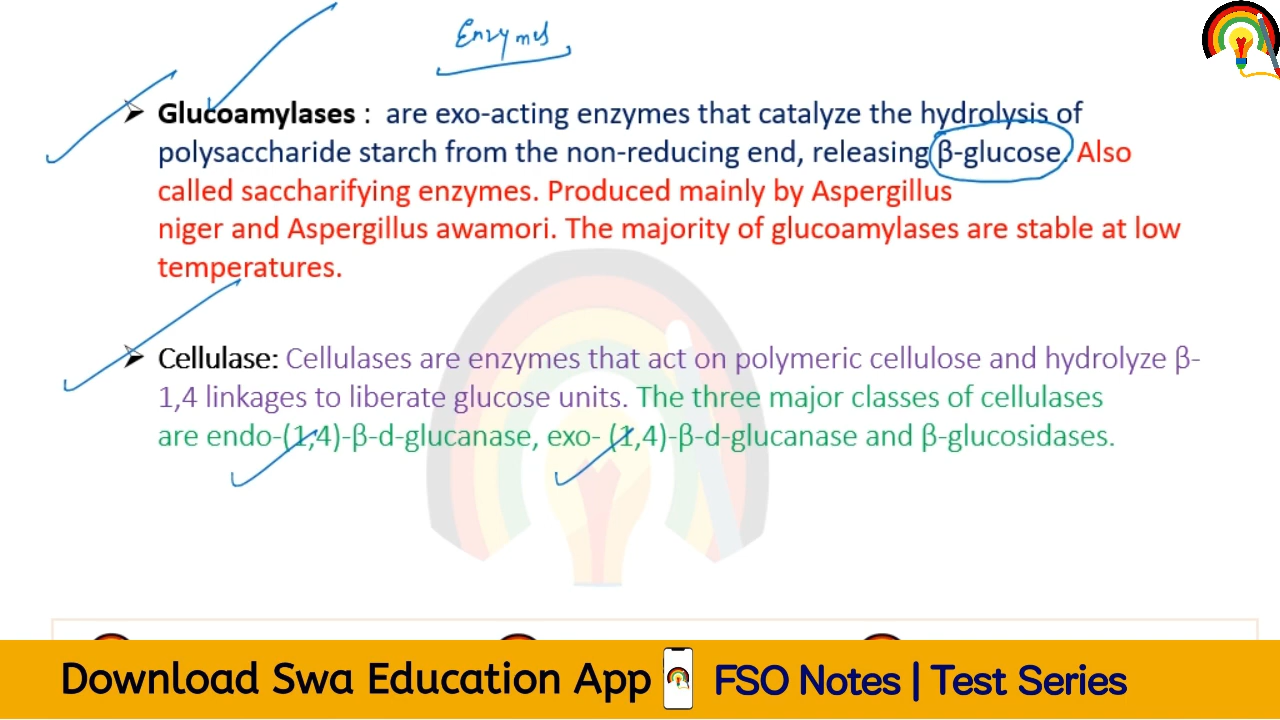 Enzymes
➢ Glucoamylases : are exo-acting enzymes that catalyze the hydrolysis of
polysaccharide starch from the non-reducing end, releasing β-glucose. Also
called saccharifying enzymes. Produced mainly by Aspergillus
niger and Aspergillus awamori. The majority of glucoamylases are stable at low
temperatures.
➢ Cellulase: Cellulases are enzymes that act on polymeric cellulose and hydrolyze β-
1,4 linkages to liberate glucose units. The three major classes of cellulases
are endo-(1,4)-β-d-glucanase, exo- (1,4)-β-d-glucanase and β-glucosidases.
Download Swa Education App FSO Notes | Test Series